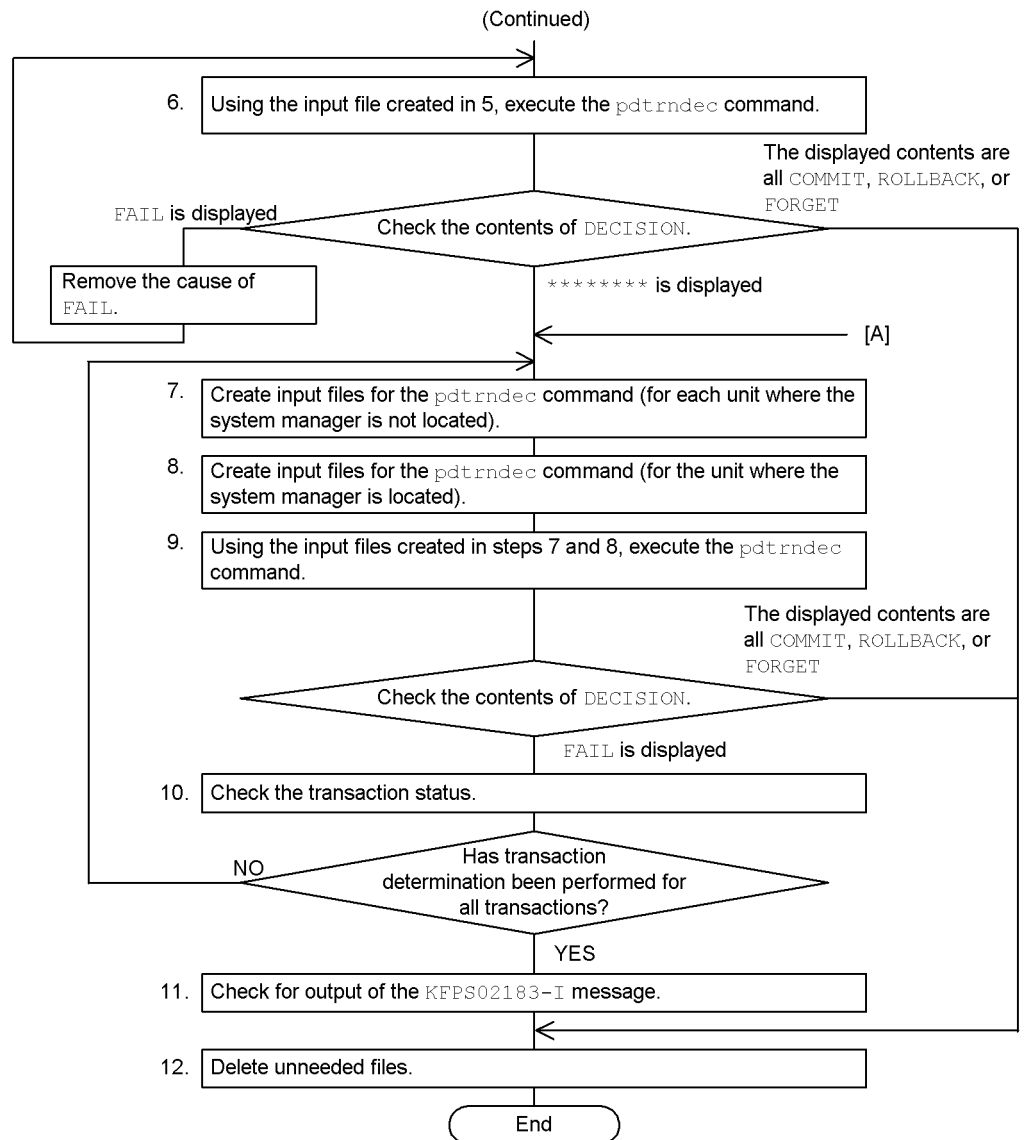 (Continued)
6. Using the input file created in 5, execute the pdtrndec command.
The displayed contents are
all COMMIT, ROLLBACK, or
FORGET
FAIL is displayed
Check the contents of DECISION.
Remove the cause of
FAIL.
******** is displayed
[A]
7. Create input files for the pdtrndec command (for each unit where the
system manager is not located).
8. Create input files for the pdtrndec command (for the unit where the
system manager is located).
9. Using the input files created in steps 7 and 8, execute the pdtrndec
command.
The displayed contents are
all COMMIT, ROLLBACK, or
FORGET
Check the contents of DECISION.
FAIL is displayed
10. Check the transaction status.
Has transaction
determination been performed for
all transactions?
NO
YES
11. Check for output of the KFPS02183-I message.
12. Delete unneeded files.
End